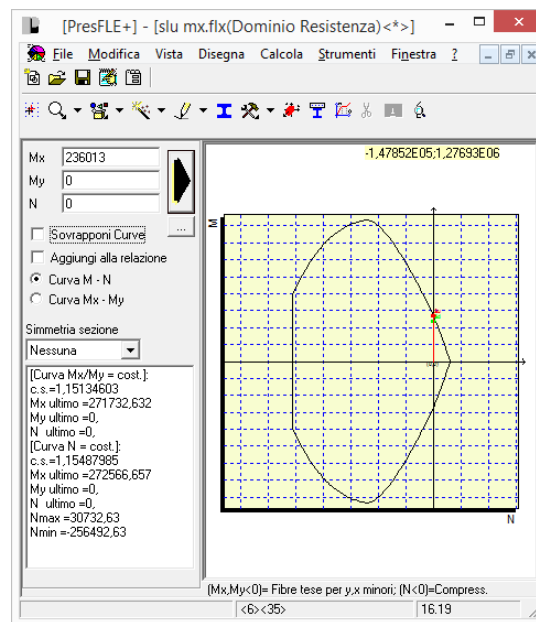 [PresFLE+] - [slu mx.flx(Dominio Resistenza)<*>]
File Modifica Vista Disegna Calcola Strumenti Finestra ?
Mx 236013
My 0
N 0
...
Sovrapponi Curve
Aggiungi alla relazione
Curva M - N
Curva Mx - My
Simmetria sezione
Nessuna
[Curva Mx/My = cost.]:
c.s.=1,15134603
Mx ultimo =271732,632
My ultimo =0,
N ultimo =0,
[Curva N = cost.]:
c.s.=1,15487985
Mx ultimo =272566,657
My ultimo =0,
N ultimo =0,
Nmax =30732,63
Nmin =-256492,63
-1,47852E05;1,27693E06
M
N
(Mx,My<0)= Fibre tese per y,x minori; (N<0)=Compress.
<6><35>
16.19